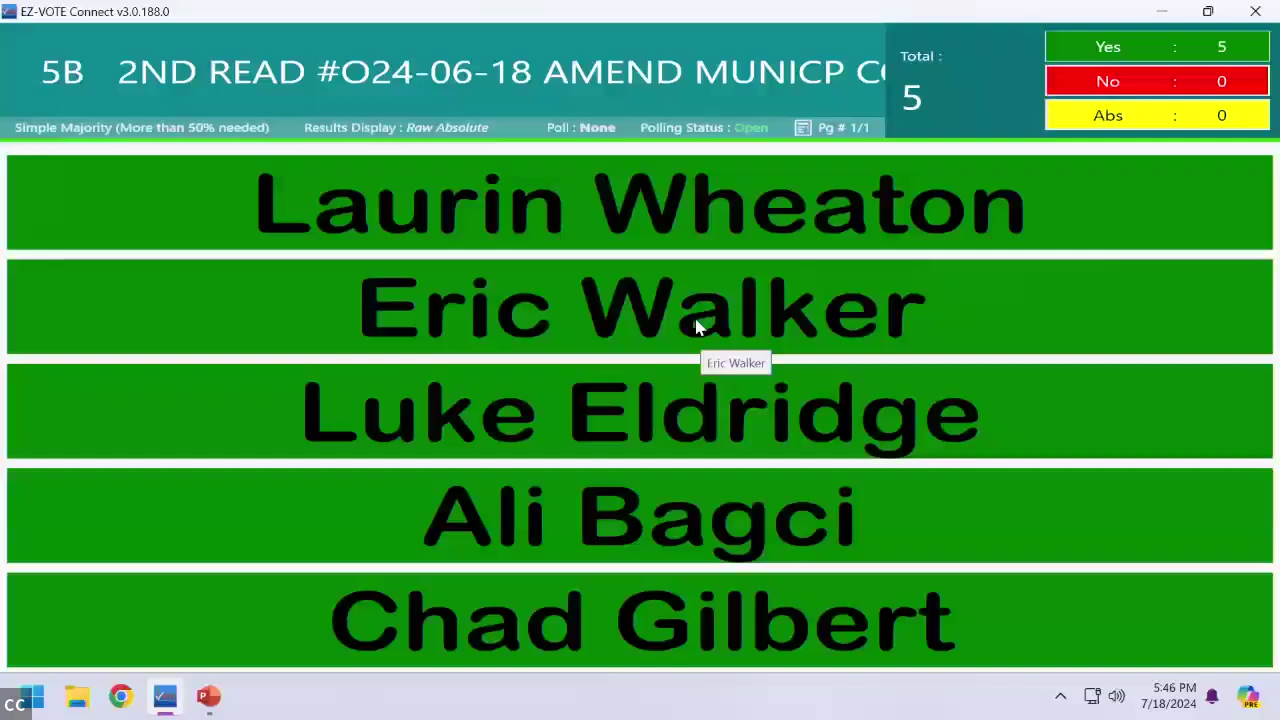 EZ-VOTE Connect v3.0.188.0
5B 2ND READ #O24-06-18 AMEND MUNICP
Total :
5
Yes : 5
No : 0
Abs : 0
Simple Majority (More than 50% needed) Results Display : Raw Absolute Poll : None Polling Status : Open Pg # 1/1
Laurin Wheaton
Eric Walker
Eric Walker
Luke Eldridge
Ali Bagci
Chad Gilbert
CC
5:46 PM
7/18/2024
PRE